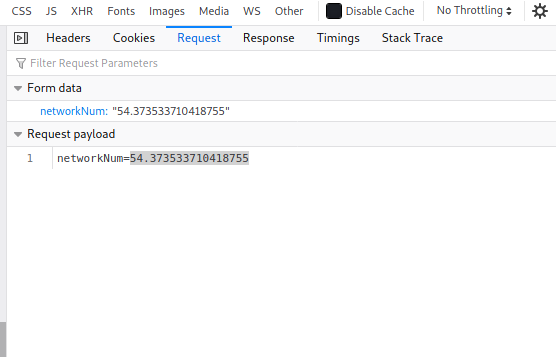 CSS JS XHR Fonts Images Media WS Other Disable Cache No Throttling
Headers Cookies Request Response Timings Stack Trace
Filter Request Parameters
Form data
networkNum: "54.373533710418755"
Request payload
1 networkNum=54.373533710418755